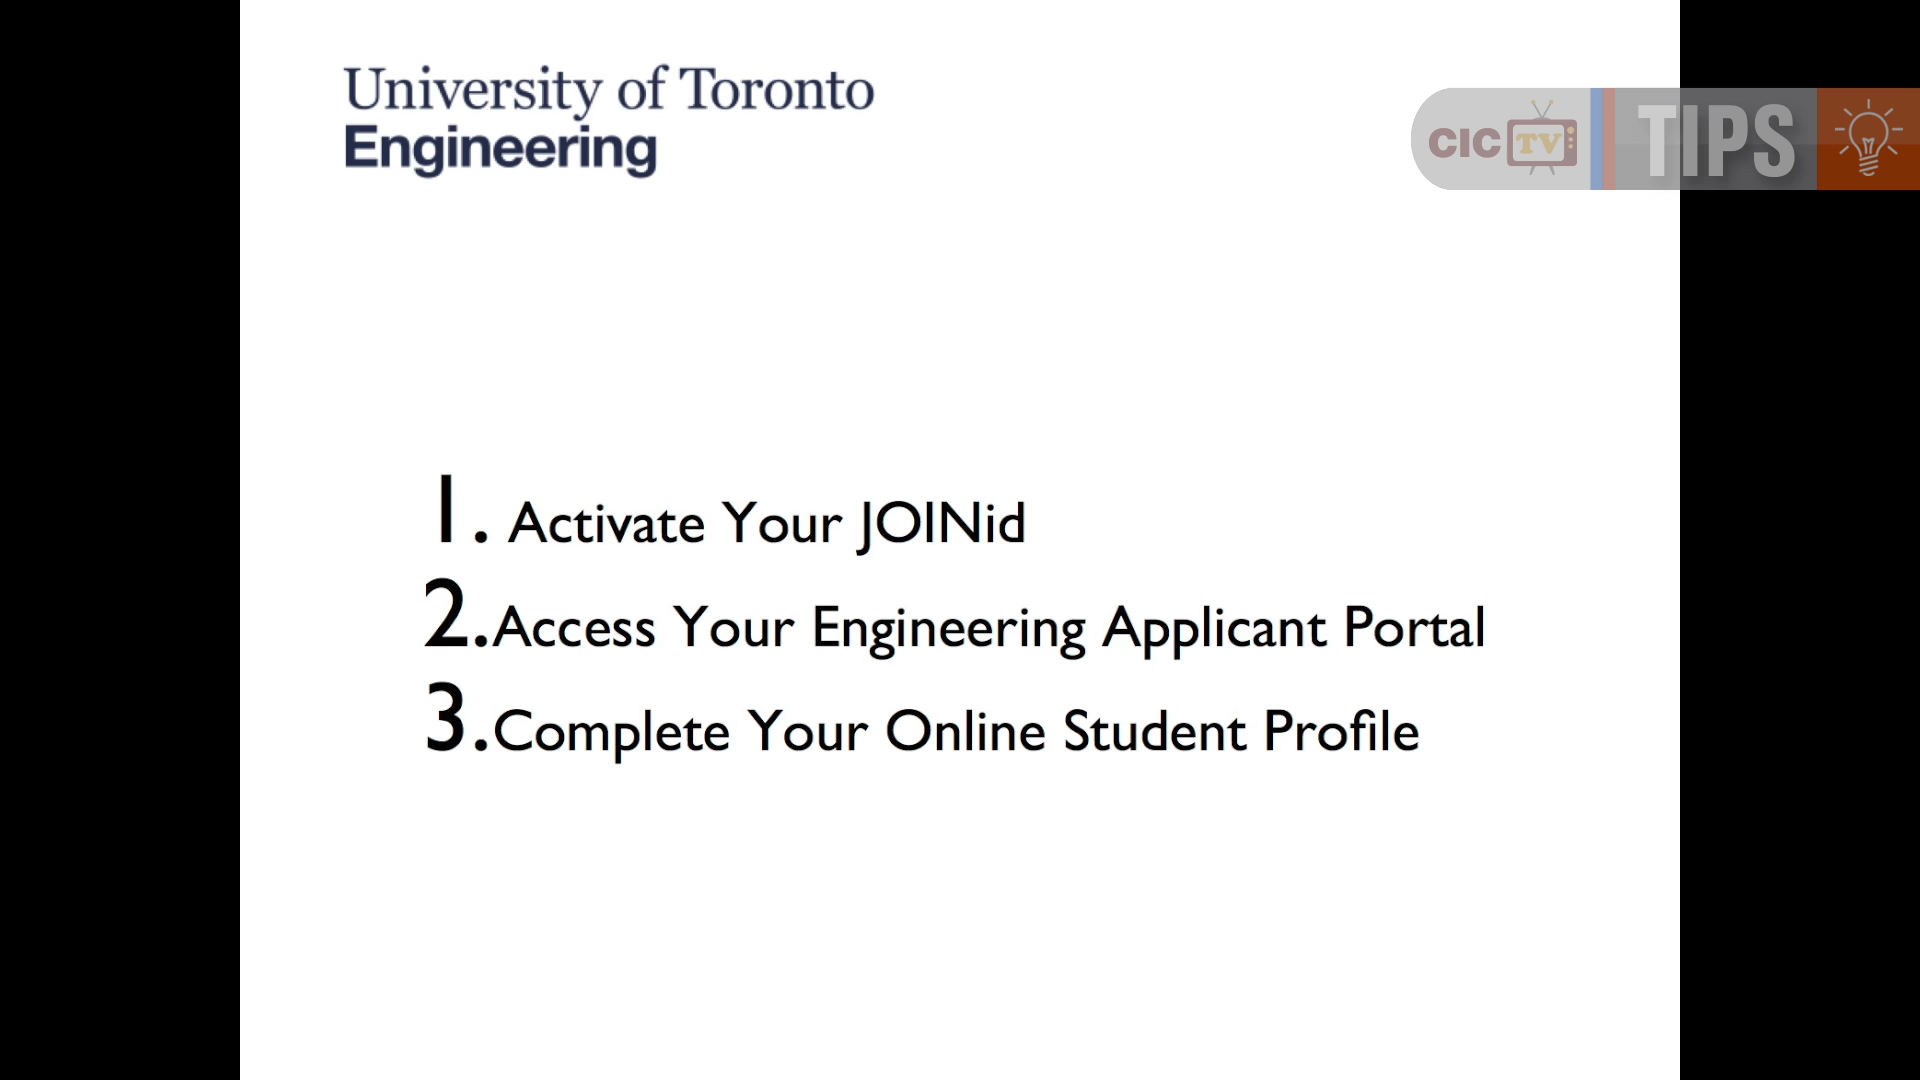 University of Toronto
Engineering
CIC TV TIPS
1. Activate Your JOINid
2. Access Your Engineering Applicant Portal
3. Complete Your Online Student Profile